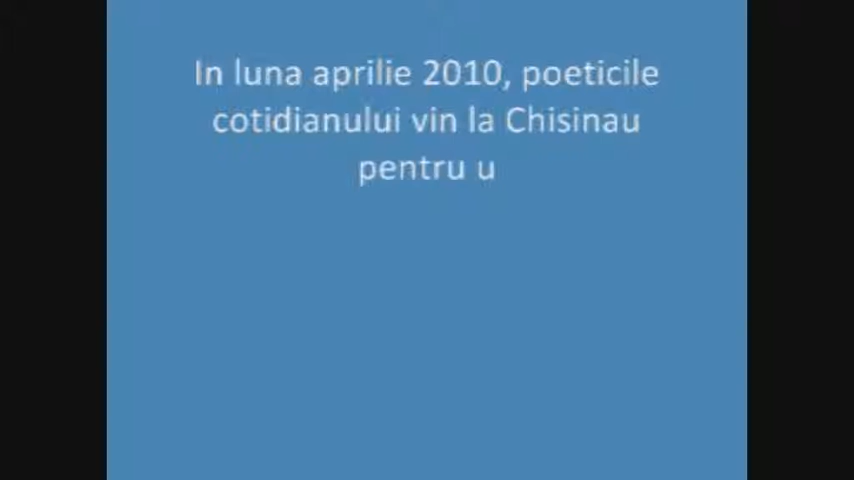 In luna aprilie 2010, poeticile
cotidianului vin la Chisinau
pentru u